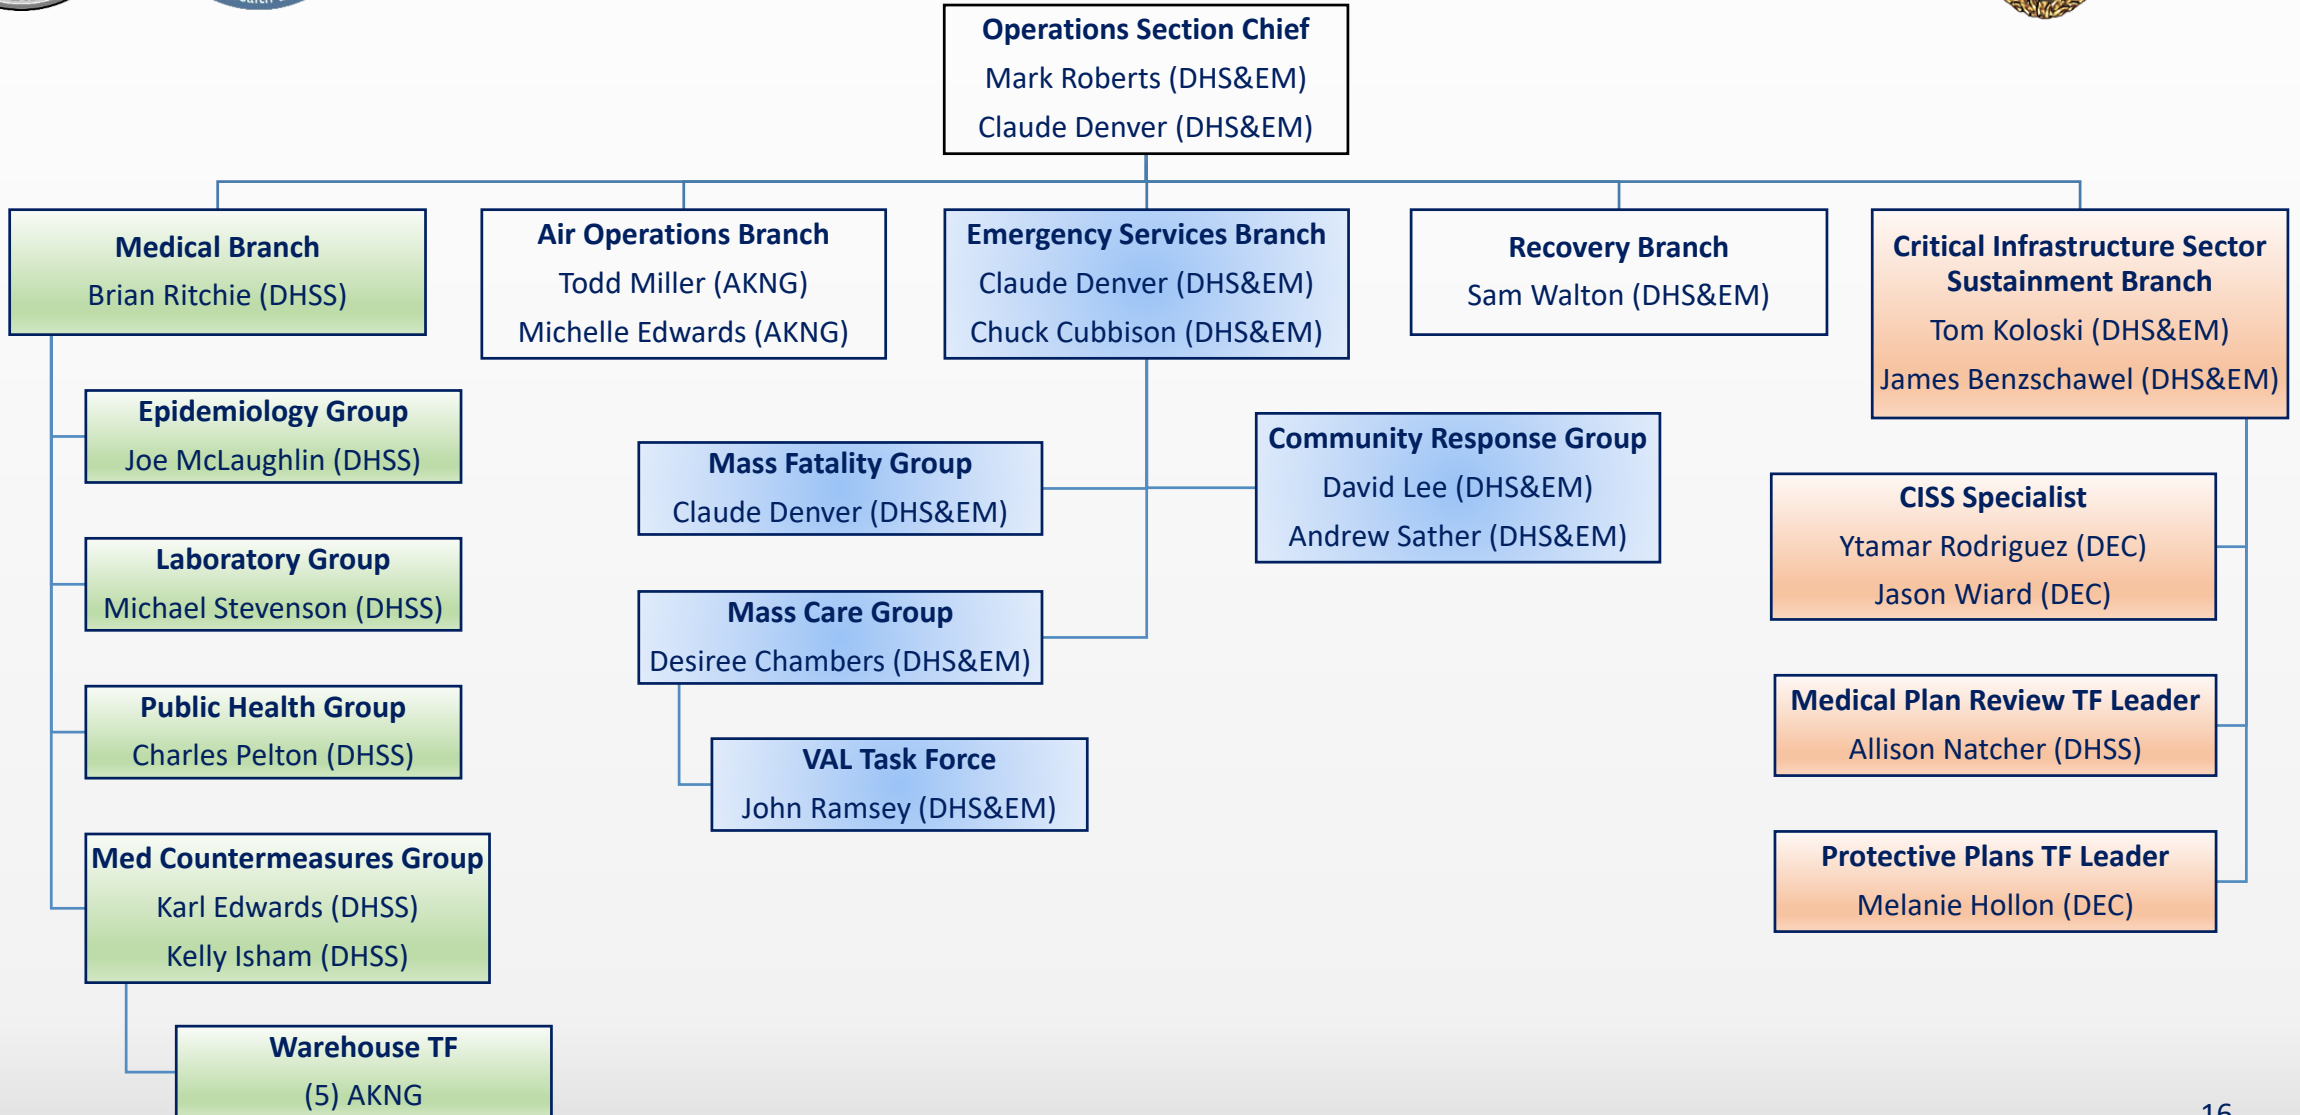 Operations Section Chief
Mark Roberts (DHS&EM)
Claude Denver (DHS&EM)
Medical Branch
Brian Ritchie (DHSS)
Air Operations Branch
Todd Miller (AKNG)
Michelle Edwards (AKNG)
Emergency Services Branch
Claude Denver (DHS&EM)
Chuck Cubbison (DHS&EM)
Recovery Branch
Sam Walton (DHS&EM)
Critical Infrastructure Sector
Sustainment Branch
Tom Koloski (DHS&EM)
James Benzschawel (DHS&EM)
Epidemiology Group
Joe McLaughlin (DHSS)
Laboratory Group
Michael Stevenson (DHSS)
Public Health Group
Charles Pelton (DHSS)
Med Countermeasures Group
Karl Edwards (DHSS)
Kelly Isham (DHSS)
Warehouse TF
(5) AKNG
Mass Fatality Group
Claude Denver (DHS&EM)
Mass Care Group
Desiree Chambers (DHS&EM)
VAL Task Force
John Ramsey (DHS&EM)
Community Response Group
David Lee (DHS&EM)
Andrew Sather (DHS&EM)
CISS Specialist
Ytamar Rodriguez (DEC)
Jason Wiard (DEC)
Medical Plan Review TF Leader
Allison Natcher (DHSS)
Protective Plans TF Leader
Melanie Hollon (DEC)
16